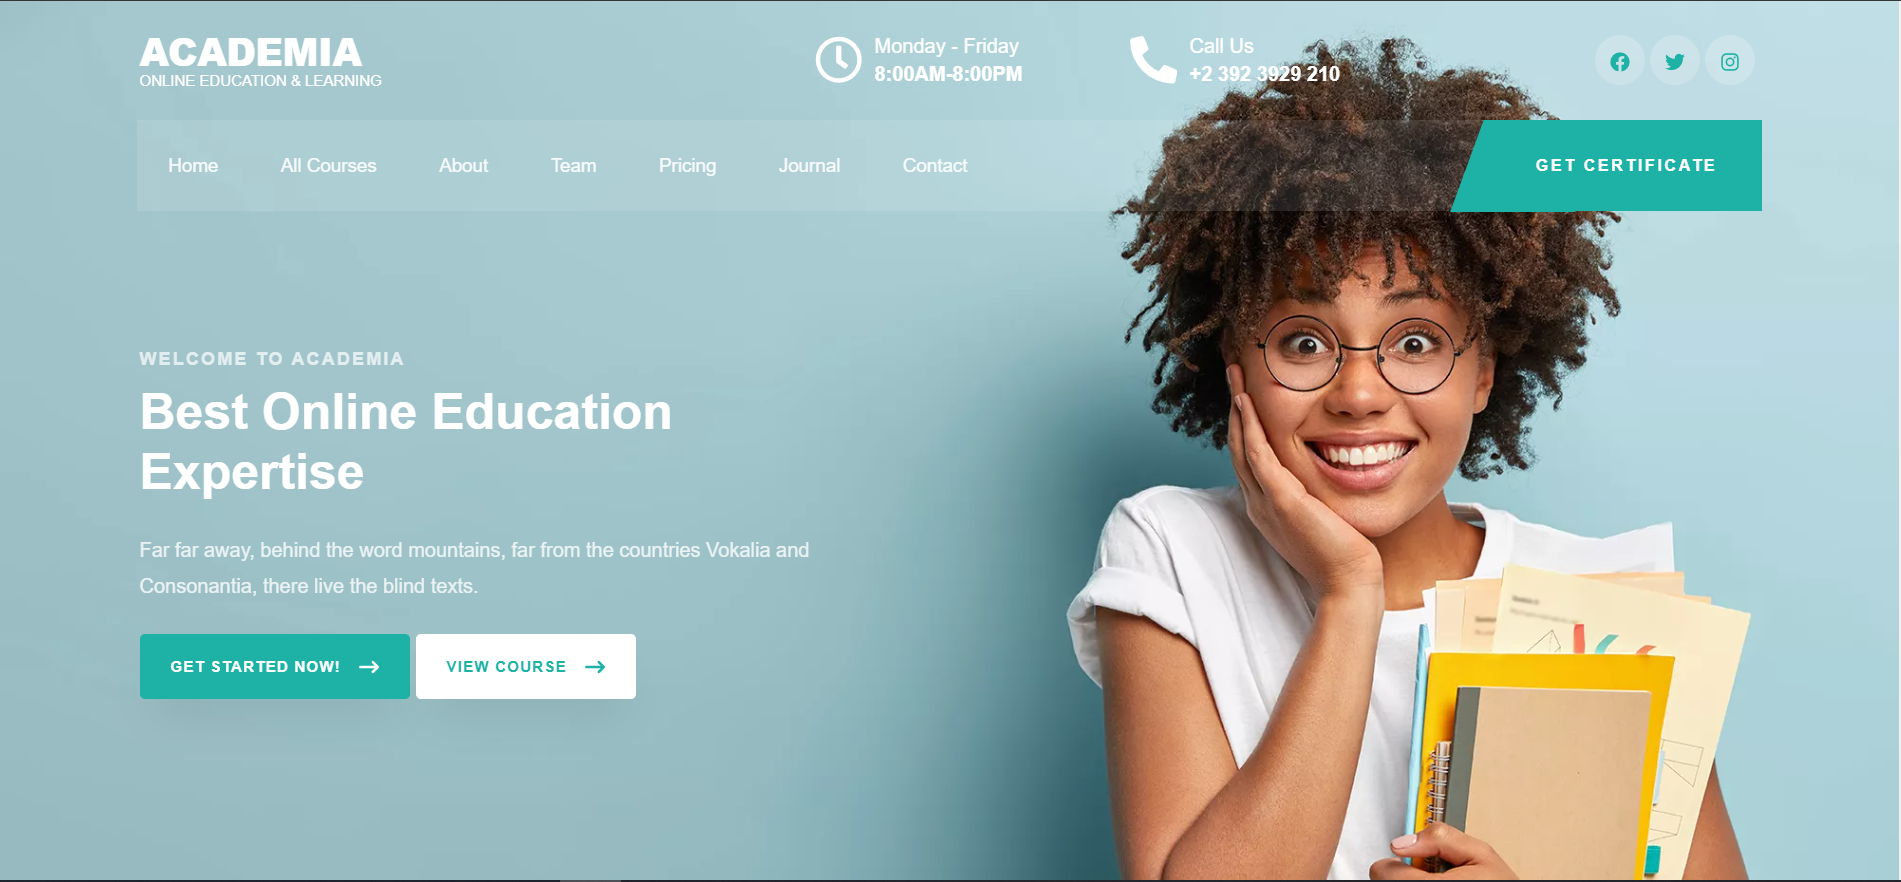 ACADEMIA
ONLINE EDUCATION & LEARNING
Monday - Friday
8:00AM-8:00PM
Call Us
+2 392 3929 210
Home
All Courses
About
Team
Pricing
Journal
Contact
GET CERTIFICATE
WELCOME TO ACADEMIA
Best Online Education
Expertise
Far far away, behind the word mountains, far from the countries Vokalia and
Consonantia, there live the blind texts.
GET STARTED NOW!
VIEW COURSE